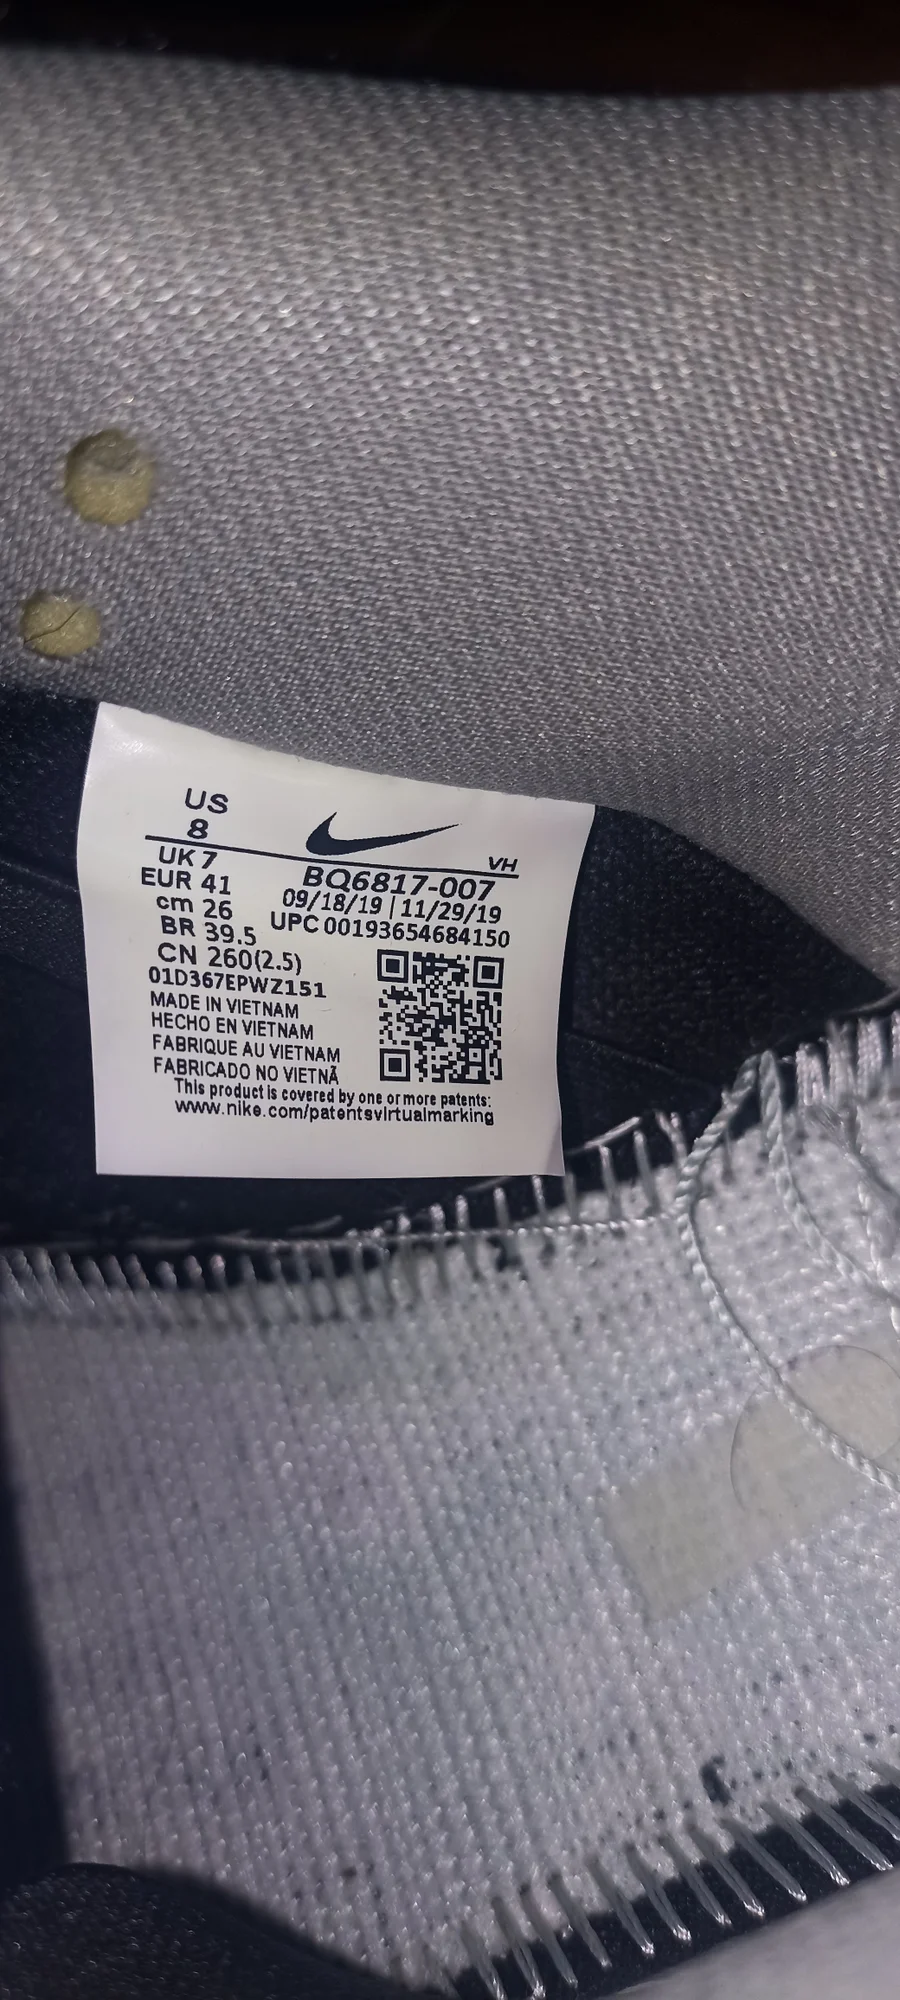 US
8
VH
UK 7
BQ6817-007
EUR 41
09/18/19 | 11/29/19
cm 26
UPC 00193654684150
BR 39.5
CN 260(2.5)
01D367EPWZ151
MADE IN VIETNAM
HECHO EN VIETNAM
FABRIQUE AU VIETNAM
FABRICADO NO VIETNÃ
This product is covered by one or more patents:
www.nike.com/patentsvirtualmarking